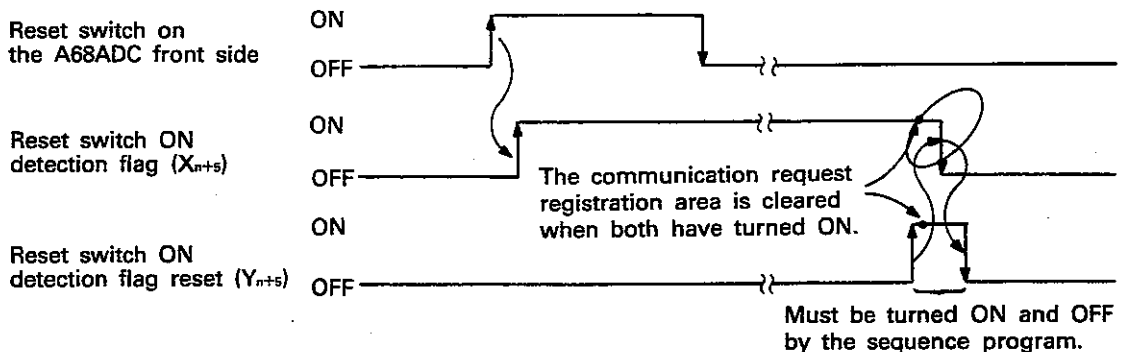 Reset switch on
the A68ADC front side
ON
OFF
Reset switch ON
detection flag (Xn+5)
ON
OFF
The communication request
registration area is cleared
when both have turned ON.
Reset switch ON
detection flag reset (Yn+5)
ON
OFF
Must be turned ON and OFF
by the sequence program.